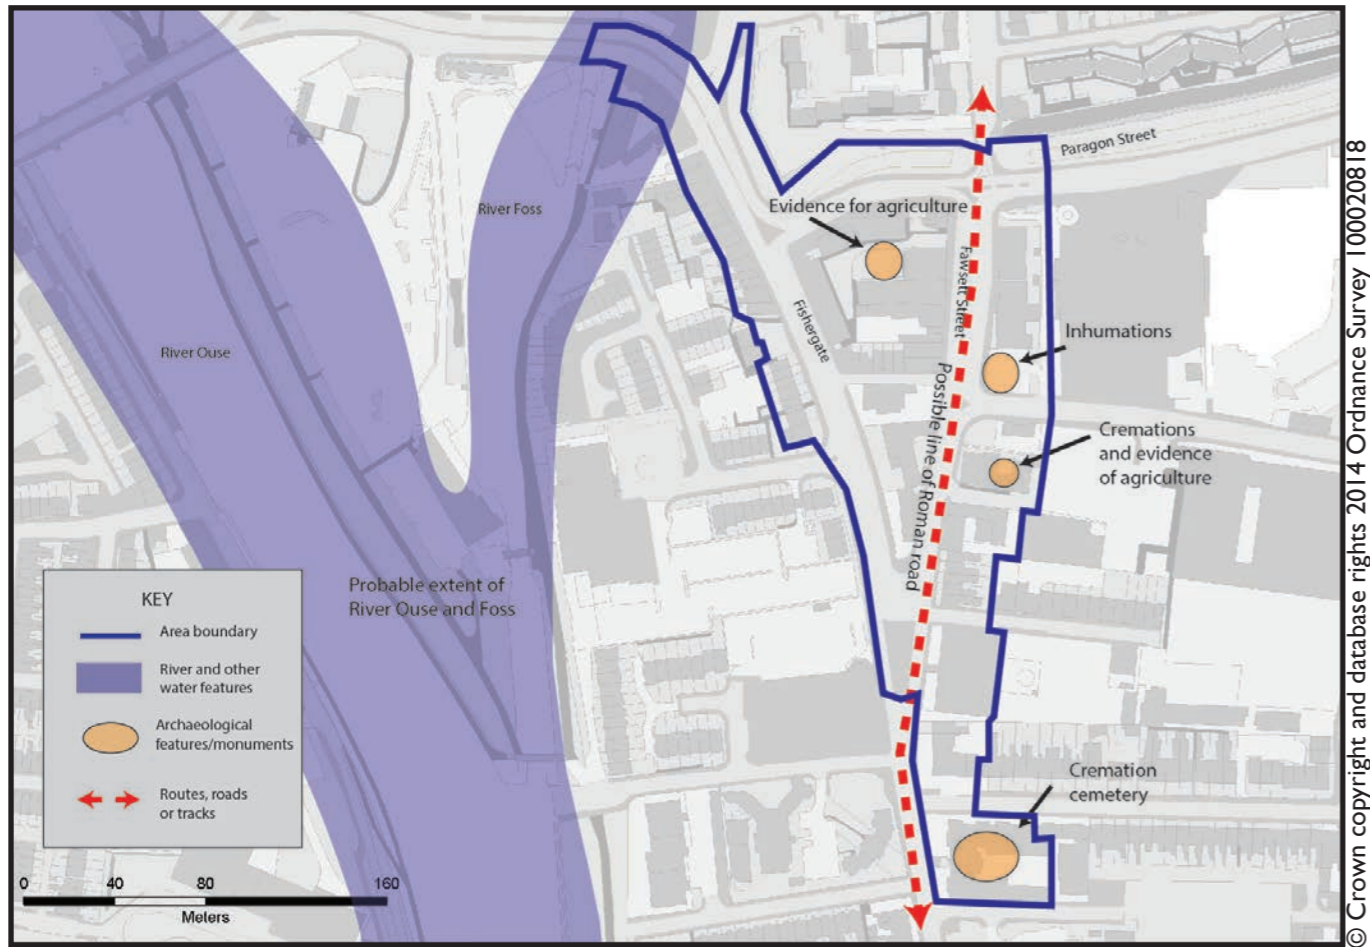 Paragon Street
Evidence for agriculture
River Foss
Fawsett Street
Fishergate
Inhumations
River Ouse
Possible line of Roman road
Cremations
and evidence
of agriculture
Probable extent of
River Ouse and Foss
Cremation
cemetery
KEY
Area boundary
River and other
water features
Archaeological
features/monuments
Routes, roads
or tracks
0 40 80 160
Meters
© Crown copyright and database rights 2014 Ordnance Survey 100020818